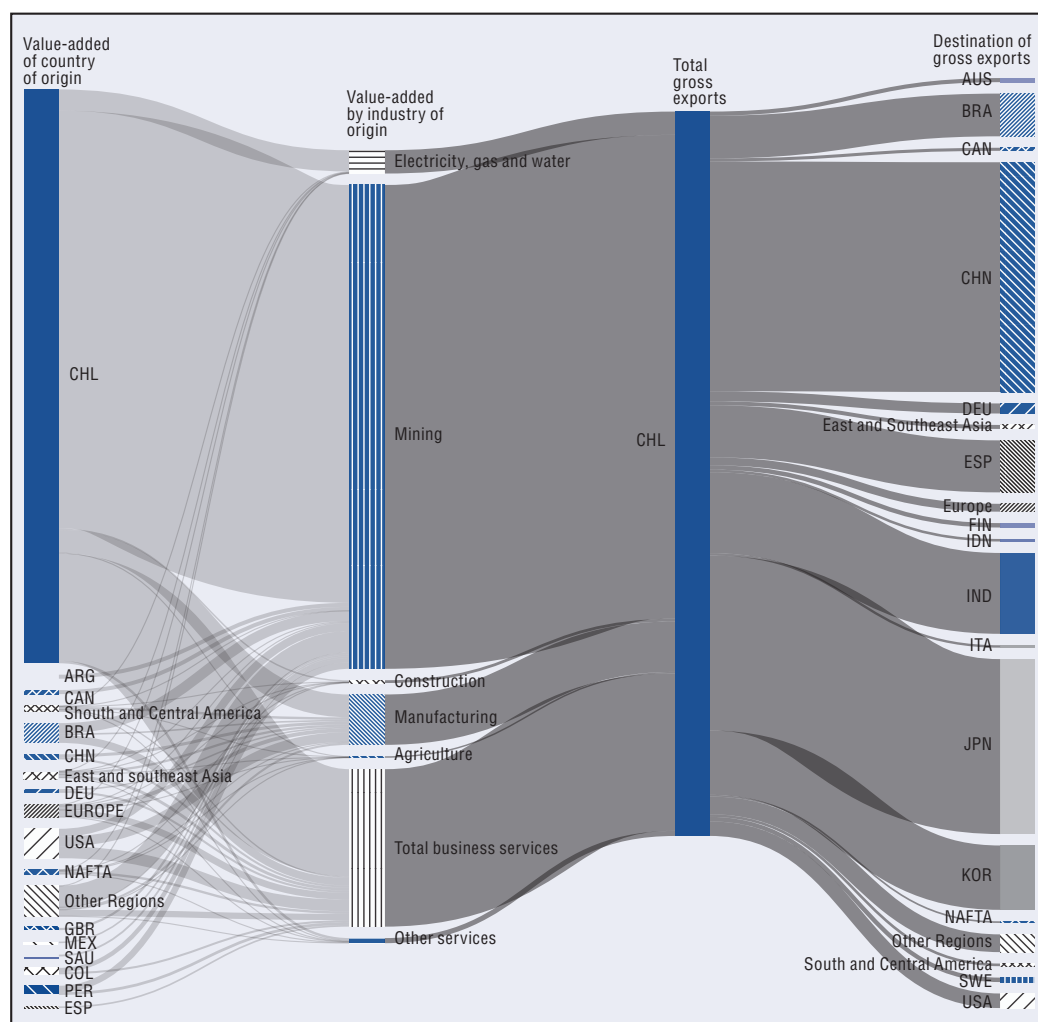 Value-added
of country
of origin
CHL
ARG
CAN
Shouth and Central America
BRA
CHN
East and southeast Asia
DEU
EUROPE
USA
NAFTA
Other Regions
GBR
MEX
SAU
COL
PER
ESP
Value-added
by industry of
origin
Electricity, gas and water
Mining
Construction
Manufacturing
Agriculture
Total business services
Other services
Total
gross
exports
CHL
Destination of
gross exports
AUS
BRA
CAN
CHN
DEU
East and Southeast Asia
ESP
Europe
FIN
IDN
IND
ITA
JPN
KOR
NAFTA
Other Regions
South and Central America
SWE
USA